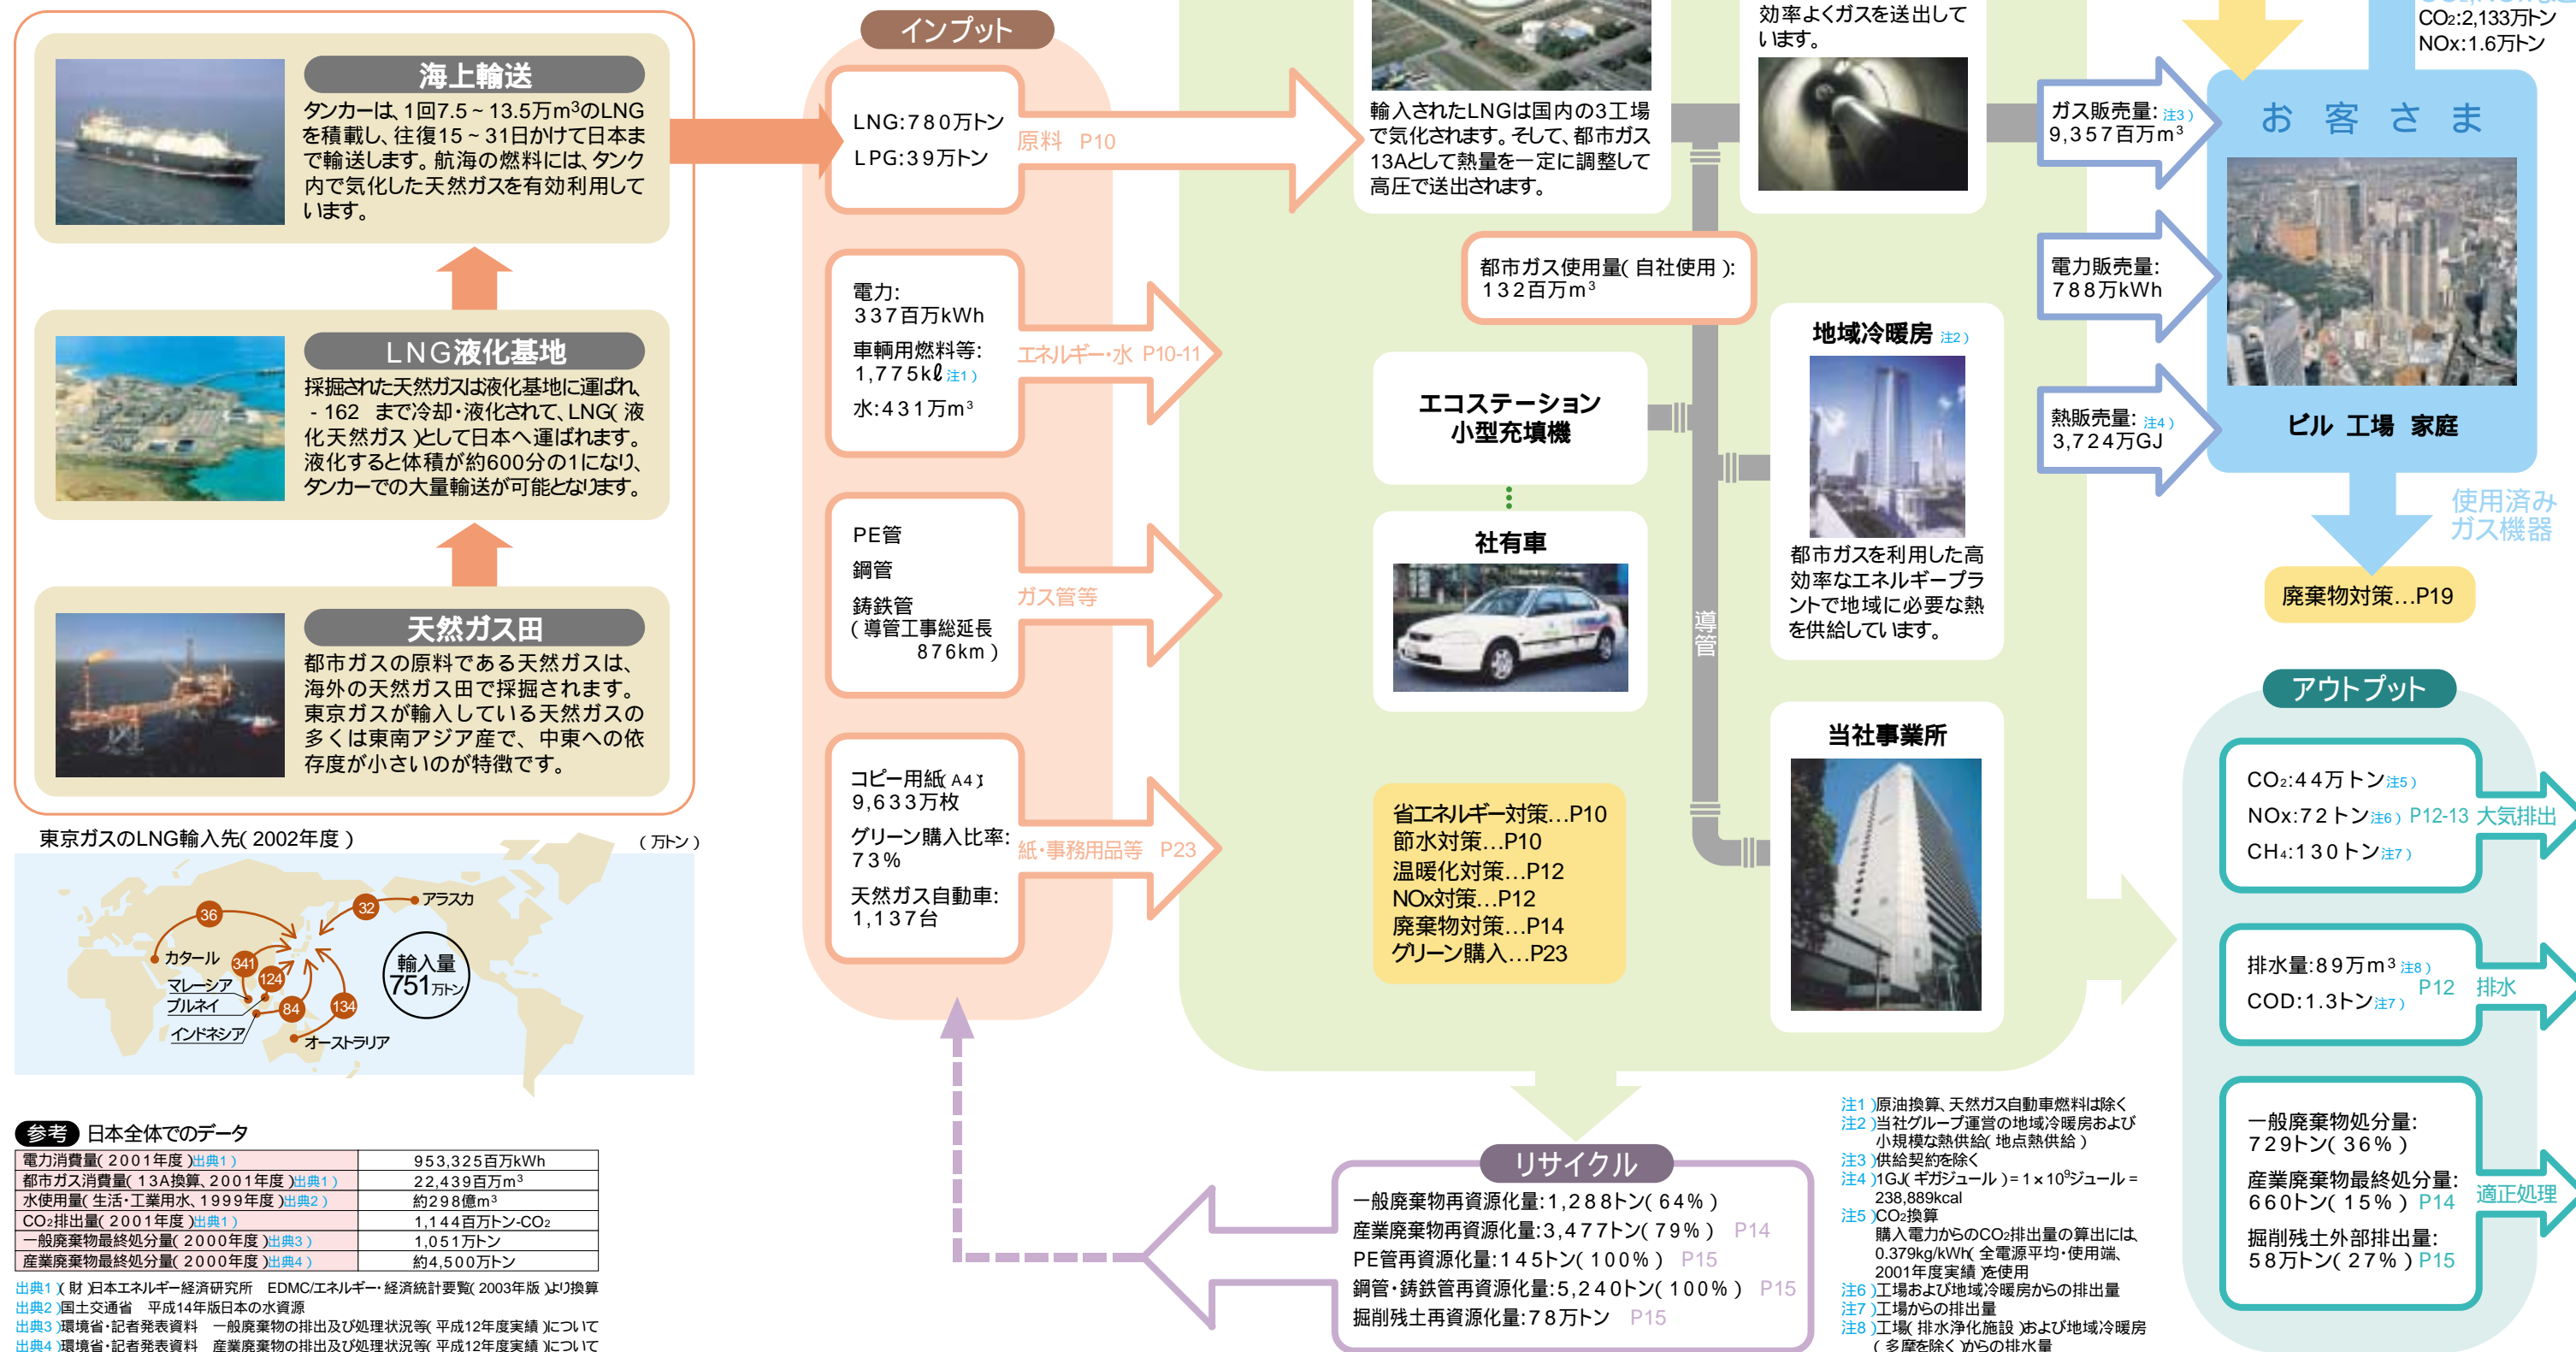 海上輸送
タンカーは、1回7.5~13.5万m³のLNG
を積載し、往復15~31日かけて日本ま
で輸送します。航海の燃料には、タンク
内で気化した天然ガスを有効利用して
います。
LNG液化基地
採掘された天然ガスは液化基地に運ばれ、
-162 まで冷却・液化されて、LNG(液
化天然ガス)として日本へ運ばれます。
液化すると体積が約600分の1になり、
タンカーでの大量輸送が可能となります。
天然ガス田
都市ガスの原料である天然ガスは、
海外の天然ガス田で採掘されます。
東京ガスが輸入している天然ガスの
多くは東南アジア産で、中東への依
存度が小さいのが特徴です。
東京ガスのLNG輸入先(2002年度)
(万トン)
36
32
アラスカ
カタール
341
124
マレーシア
ブルネイ
84
134
インドネシア
オーストラリア
輸入量
751万トン
参考 日本全体でのデータ
電力消費量(2001年度)出典1) 953,325百万kWh
都市ガス消費量(13A換算、2001年度)出典1) 22,439百万m³
水使用量(生活・工業用水、1999年度)出典2) 約298億m³
CO₂排出量(2001年度)出典1) 1,144百万トン-CO₂
一般廃棄物最終処分量(2000年度)出典3) 1,051万トン
産業廃棄物最終処分量(2000年度)出典4) 約4,500万トン
出典1)(財)日本エネルギー経済研究所 EDMC/エネルギー・経済統計要覧(2003年版)より換算
出典2)国土交通省 平成14年版日本の水資源
出典3)環境省・記者発表資料 一般廃棄物の排出及び処理状況等(平成12年度実績)について
出典4)環境省・記者発表資料 産業廃棄物の排出及び処理状況等(平成12年度実績)について
インプット
LNG:780万トン
LPG:39万トン
原料 P10
電力:
337百万kWh
車輌用燃料等:
1,775kℓ注1)
水:431万m³
エネルギー・水 P10-11
PE管
鋼管
鋳鉄管
(導管工事総延長
876km)
ガス管等
コピー用紙(A4):
9,633万枚
グリーン購入比率:
73%
天然ガス自動車:
1,137台
紙・事務用品等 P23
輸入されたLNGは国内の3工場
で気化されます。そして、都市ガス
13Aとして熱量を一定に調整して
高圧で送出されます。
効率よくガスを送出して
います。
都市ガス使用量(自社使用):
132百万m³
エコステーション
小型充填機
社有車
地域冷暖房 注2)
都市ガスを利用した高
効率なエネルギープラ
ントで地域に必要な熱
を供給しています。
導管
当社事業所
省エネルギー対策…P10
節水対策…P10
温暖化対策…P12
NOx対策…P12
廃棄物対策…P14
グリーン購入…P23
リサイクル
一般廃棄物再資源化量:1,288トン(64%)
産業廃棄物再資源化量:3,477トン(79%) P14
PE管再資源化量:145トン(100%) P15
鋼管・鋳鉄管再資源化量:5,240トン(100%) P15
掘削残土再資源化量:78万トン P15
注1)原油換算、天然ガス自動車燃料は除く
注2)当社グループ運営の地域冷暖房および
小規模な熱供給(地点熱供給)
注3)供給契約を除く
注4)1GJ(ギガジュール)=1×10⁹ジュール=
238,889kcal
注5)CO₂換算
購入電力からのCO₂排出量の算出には、
0.379kg/kWh(全電源平均・使用端、
2001年度実績)を使用
注6)工場および地域冷暖房からの排出量
注7)工場からの排出量
注8)工場(排水浄化施設)および地域冷暖房
(多摩を除く)からの排水量
CO₂:2,133万トン
NOx:1.6万トン
ガス販売量:注3)
9,357百万m³
電力販売量:
788万kWh
熱販売量:注4)
3,724万GJ
お客さま
ビル 工場 家庭
使用済み
ガス機器
廃棄物対策…P19
アウトプット
CO₂:44万トン注5)
NOx:72トン注6) P12-13 大気排出
CH₄:130トン注7)
排水量:89万m³注8)
P12 排水
COD:1.3トン注7)
一般廃棄物処分量:
729トン(36%)
産業廃棄物最終処分量:
660トン(15%) P14
適正処理
掘削残土外部排出量:
58万トン(27%) P15